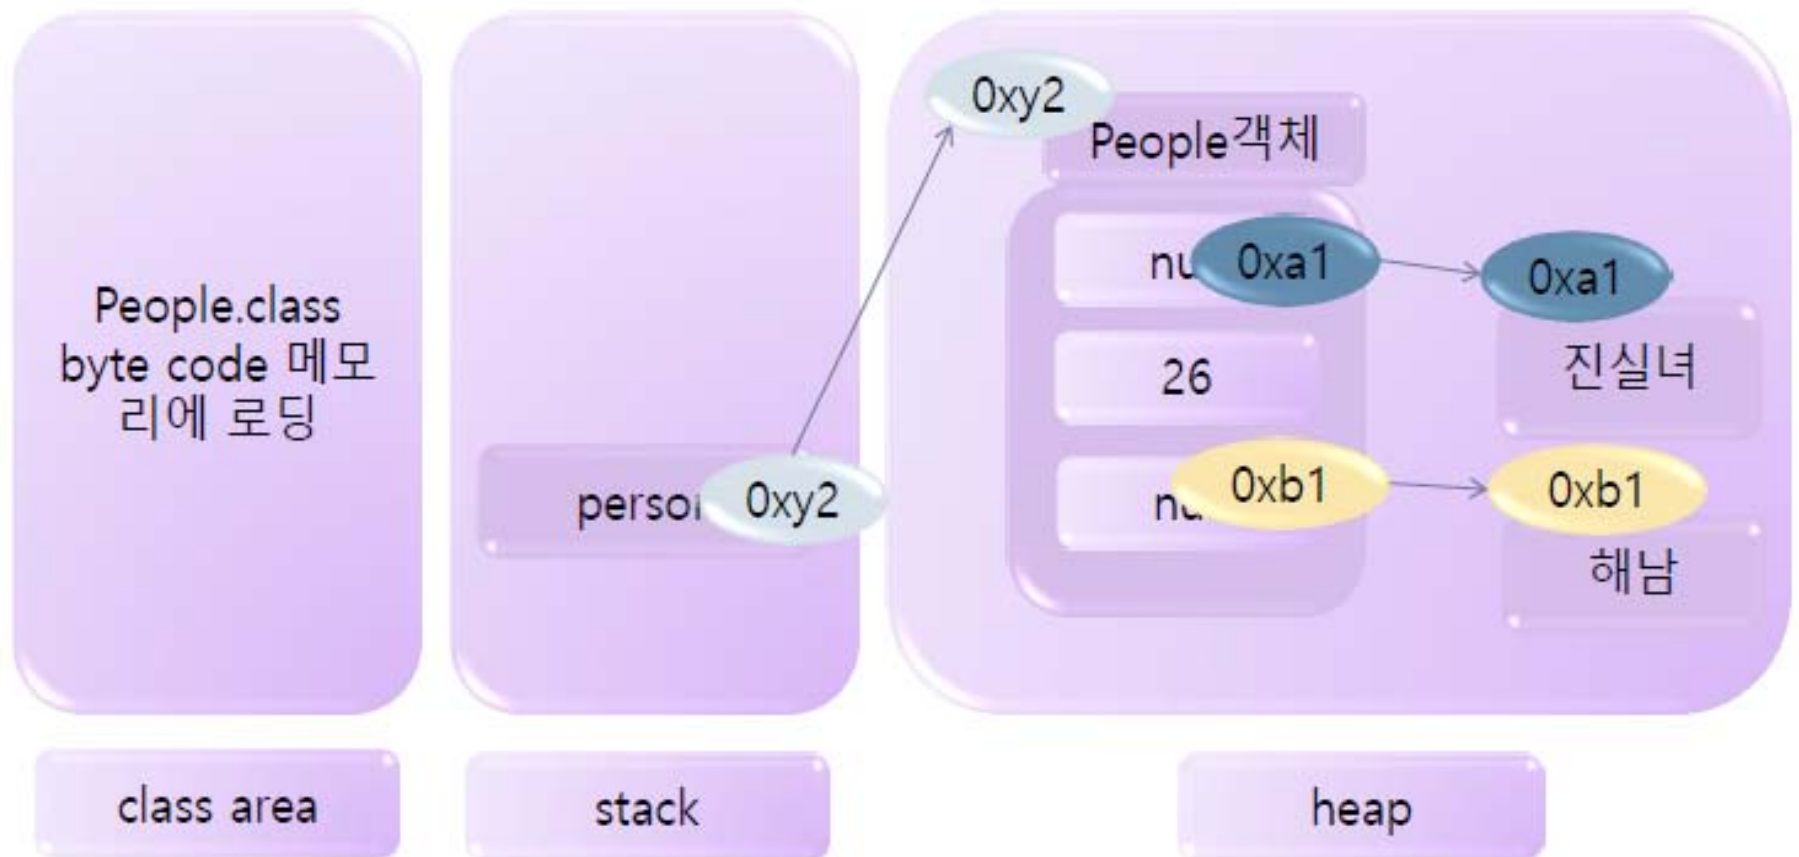 People.class
byte code 메모
리에 로딩
0xy2
0xy2
People객체
0xa1
0xa1
진실녀
26
0xb1
0xb1
해남
class area
stack
heap